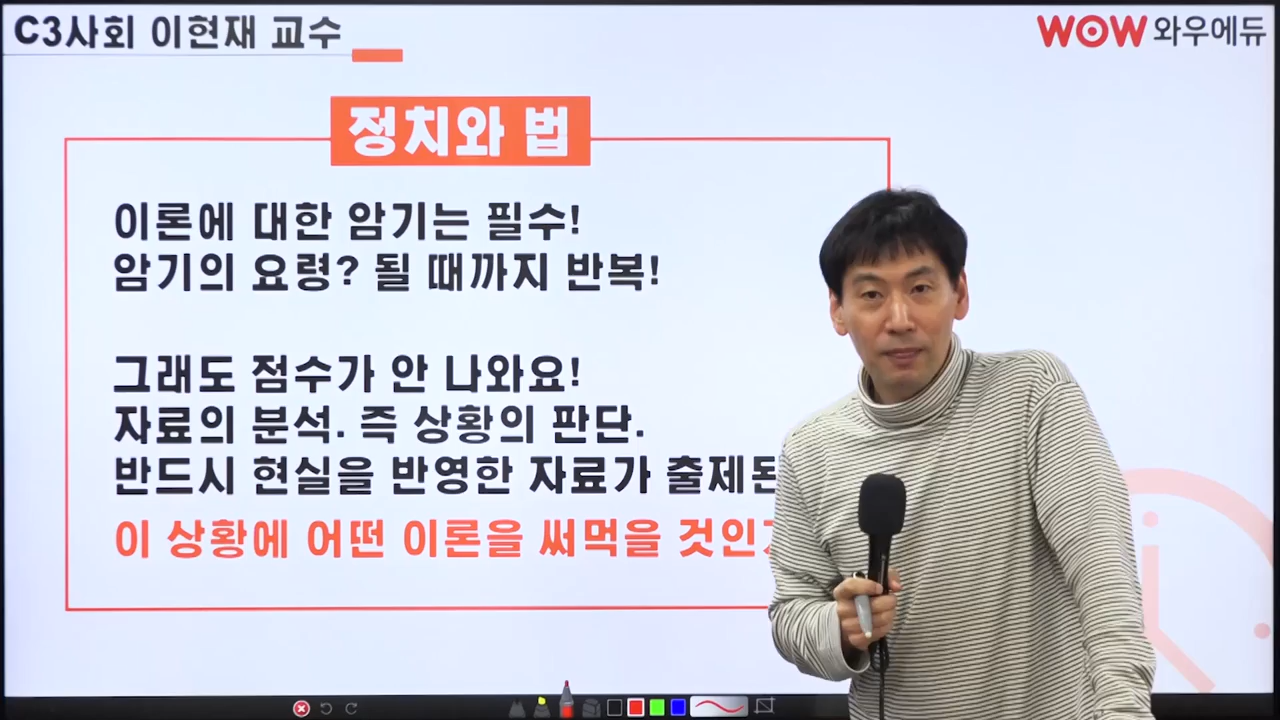 C3사회 이현재 교수
WOW 와우에듀
정치와 법
이론에 대한 암기는 필수!
암기의 요령? 될 때까지 반복!
그래도 점수가 안 나와요!
자료의 분석. 즉 상황의 판단.
반드시 현실을 반영한 자료가 출제된
이 상황에 어떤 이론을 써먹을 것인가